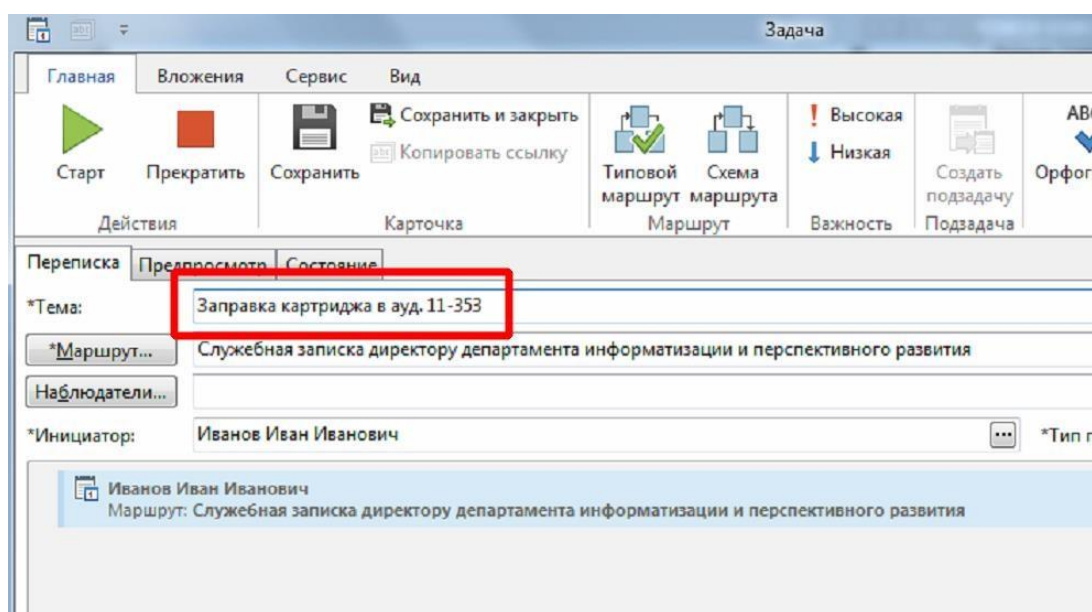 Задача
Главная Вложения Сервис Вид
Старт
Прекратить
Сохранить
Сохранить и закрыть
Копировать ссылку
Типовой маршрут
Схема маршрута
Высокая
Низкая
Создать подзадачу
Действия Карточка Маршрут Важность Подзадача
Переписка Предпросмотр Состояние
*Тема: Заправка картриджа в ауд. 11-353
*Маршрут... Служебная записка директору департамента информатизации и перспективного развития
Наблюдатели...
*Инициатор: Иванов Иван Иванович ... *Тип
Иванов Иван Иванович
Маршрут: Служебная записка директору департамента информатизации и перспективного развития